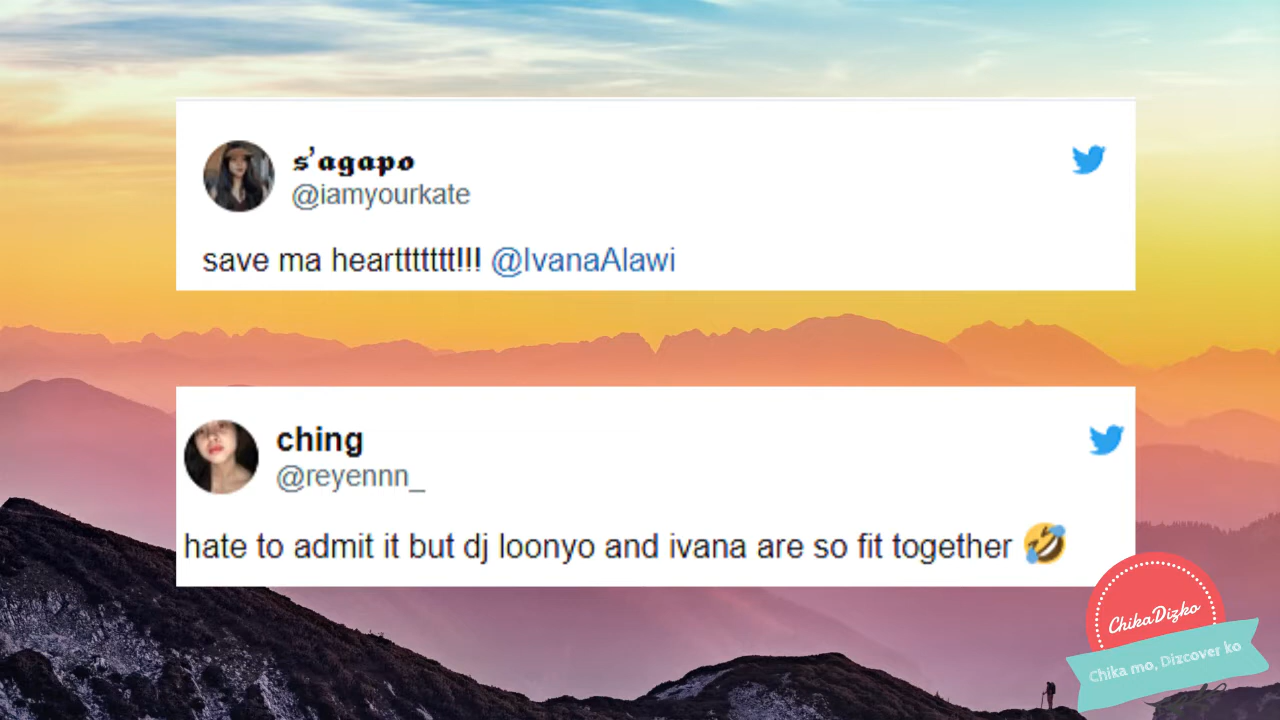 s'agapo
@iamyourkate
save ma hearttttttt!!! @IvanaAlawi
ching
@reyennn_
hate to admit it but dj loonyo and ivana are so fit together 🤣
ChikaDizko
Chika mo, Dizcover ko